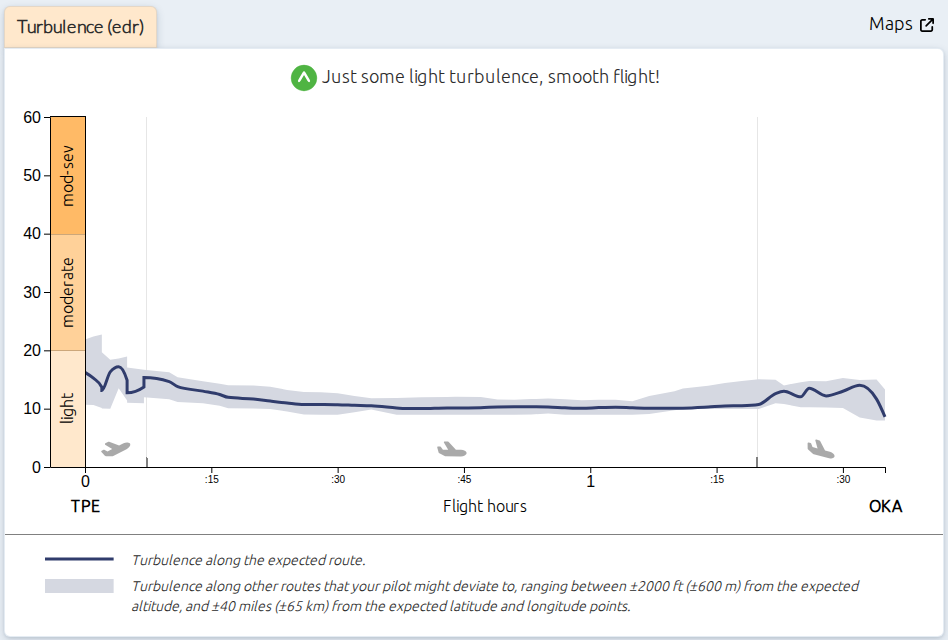 Turbulence (edr)
Maps
Just some light turbulence, smooth flight!
60
50
40
30
20
10
0
mod-sev
moderate
light
0 :15 :30 :45 1 :15 :30
TPE Flight hours OKA
Turbulence along the expected route.
Turbulence along other routes that your pilot might deviate to, ranging between ±2000 ft (±600 m) from the expected
altitude, and ±40 miles (±65 km) from the expected latitude and longitude points.